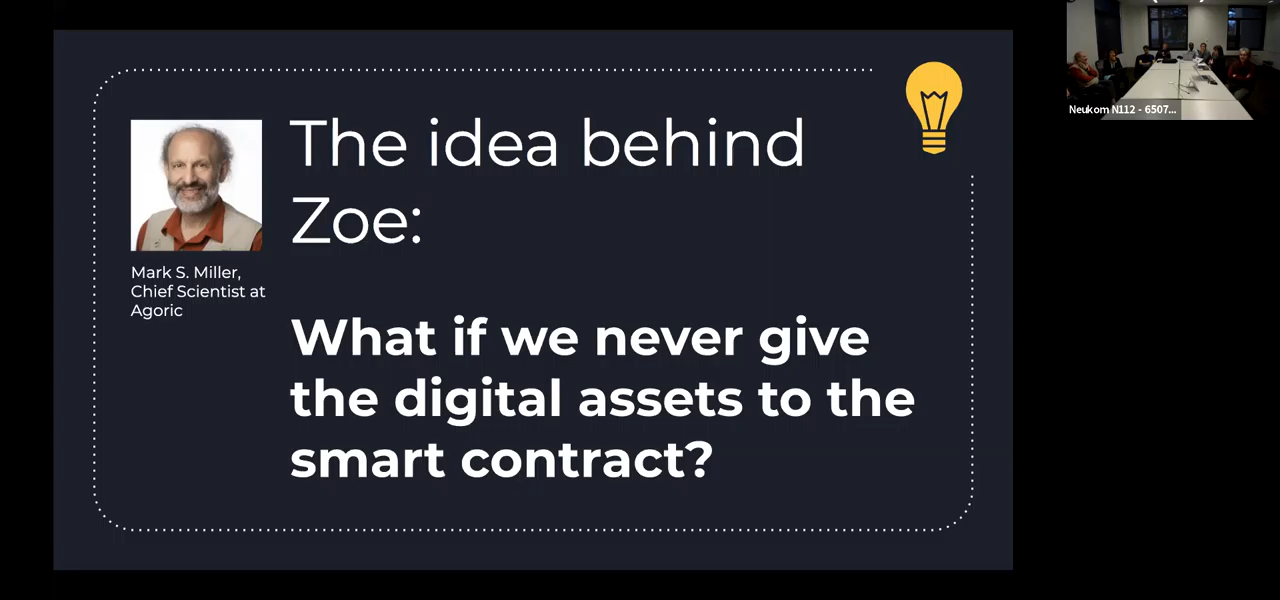 The idea behind
Zoe:
Mark S. Miller,
Chief Scientist at
Agoric
What if we never give
the digital assets to the
smart contract?
Neukom N112 - 6507...